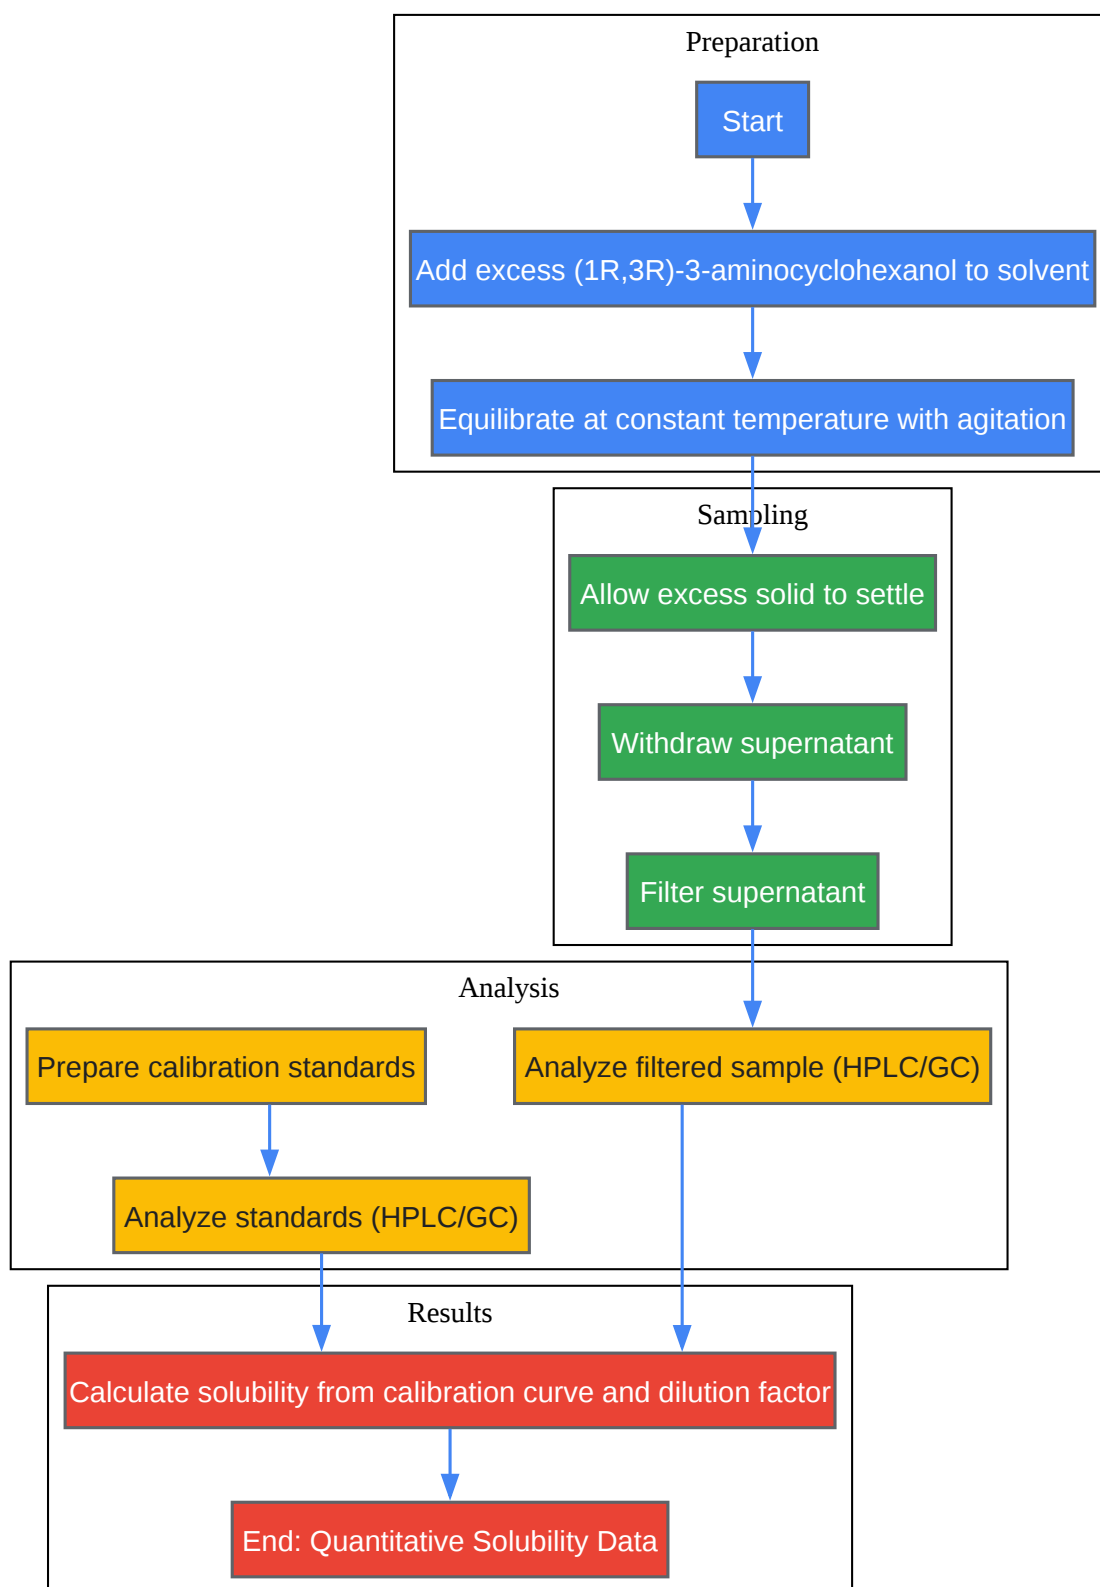 Preparation
Start
Add excess (1R,3R)-3-aminocyclohexanol to solvent
Equilibrate at constant temperature with agitation
Sampling
Allow excess solid to settle
Withdraw supernatant
Filter supernatant
Analysis
Prepare calibration standards
Analyze filtered sample (HPLC/GC)
Analyze standards (HPLC/GC)
Results
Calculate solubility from calibration curve and dilution factor
End: Quantitative Solubility Data